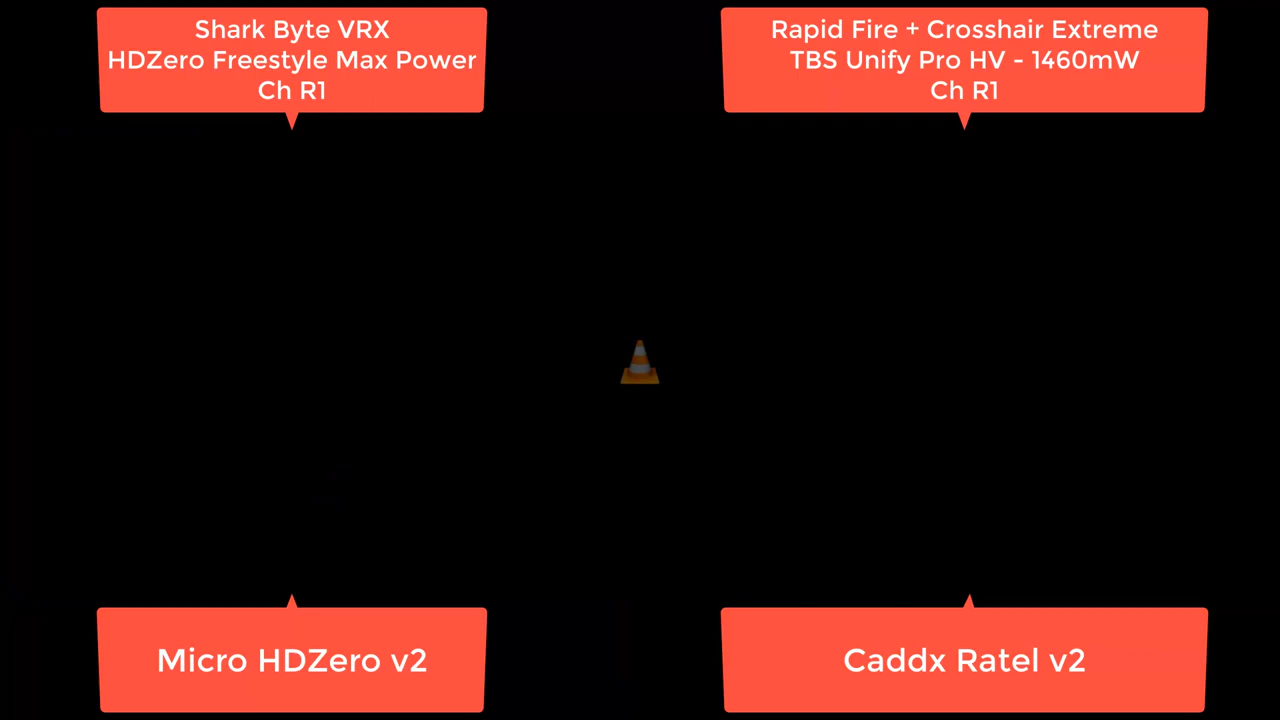 Shark Byte VRX
HDZero Freestyle Max Power
Ch R1
Rapid Fire + Crosshair Extreme
TBS Unify Pro HV - 1460mW
Ch R1
Micro HDZero v2
Caddx Ratel v2